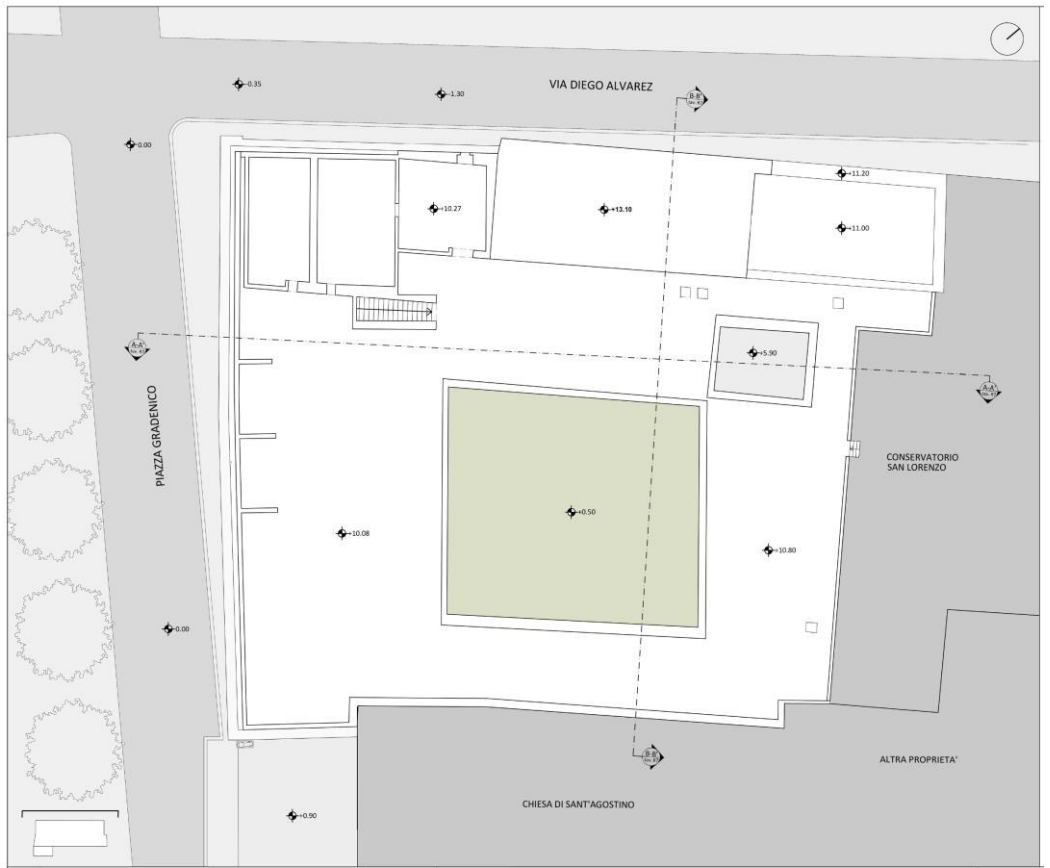 -0.35
-1.30
VIA DIEGO ALVAREZ
B-B'
±0.00
+11.20
+10.27
+13.10
+11.00
A-A'
+5.90
A-A'
PIAZZA GRADENICO
CONSERVATORIO
SAN LORENZO
+0.50
+10.08
+10.80
±0.00
B-B'
ALTRA PROPRIETA'
CHIESA DI SANT'AGOSTINO
+0.90